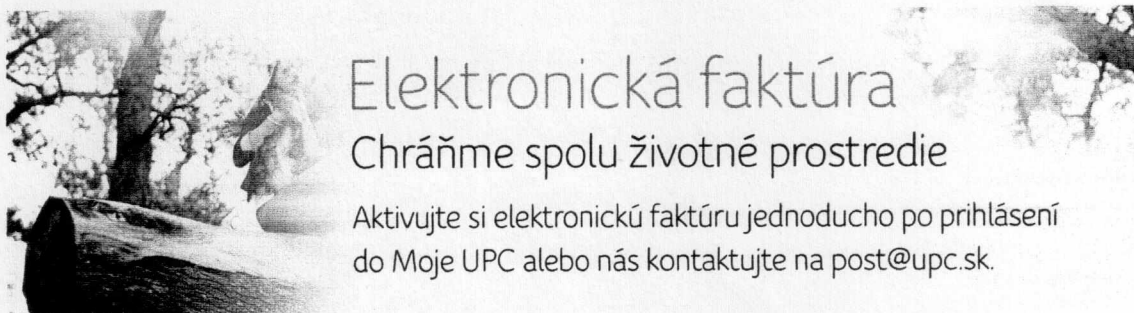 Elektronická faktúra
Chráňme spolu životné prostredie
Aktivujte si elektronickú faktúru jednoducho po prihlásení
do Moje UPC alebo nás kontaktujte na post@upc.sk.